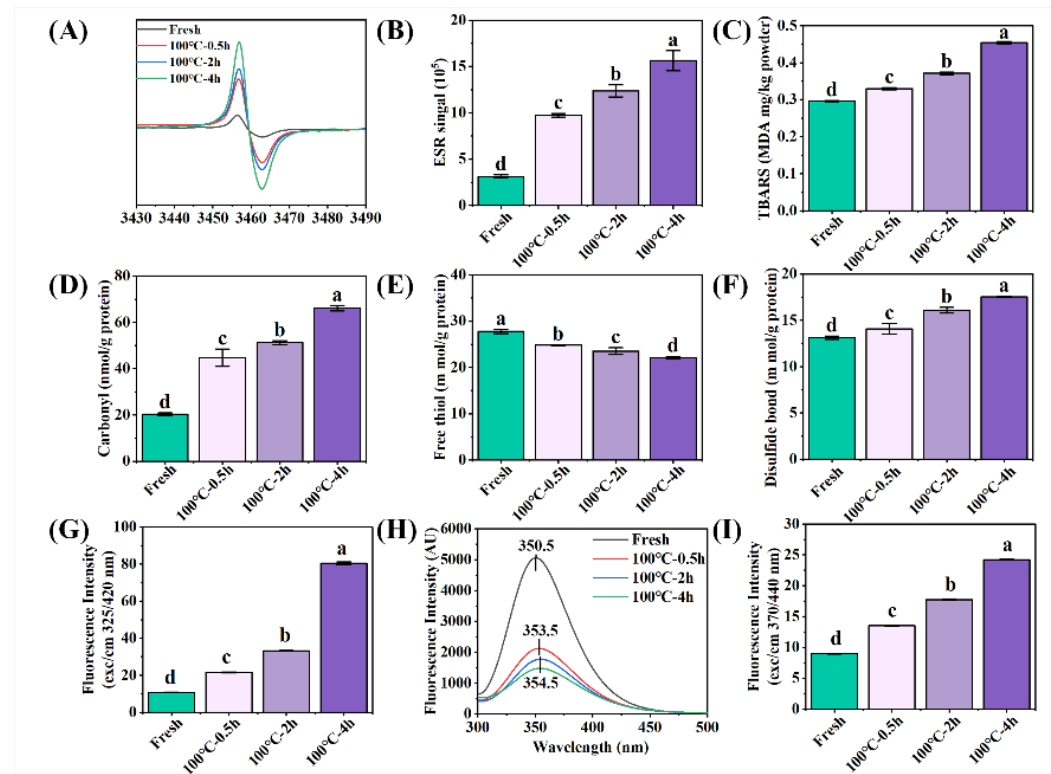 (A)
Fresh
100°C-0.5h
100°C-2h
100°C-4h
3430 3440 3450 3460 3470 3480 3490
(B)
ESR singal (10⁵)
20
15
10
5
0
d
c
b
a
Fresh
100°C-0.5h
100°C-2h
100°C-4h
(C)
TBARS (MDA mg/kg powder)
0.5
0.4
0.3
0.2
0.1
0.0
d
c
b
a
Fresh
100°C-0.5h
100°C-2h
100°C-4h
(D)
Carbonyl (nmol/g protein)
80
60
40
20
0
d
c
b
a
Fresh
100°C-0.5h
100°C-2h
100°C-4h
(E)
Free thiol (m mol/g protein)
40
30
20
10
0
a
b
c
d
Fresh
100°C-0.5h
100°C-2h
100°C-4h
(F)
Disulfide bond (m mol/g protein)
20
15
10
5
0
d
c
b
a
Fresh
100°C-0.5h
100°C-2h
100°C-4h
(G)
Fluorescence Intensity
(exc/cm 325/420 nm)
100
80
60
40
20
0
d
c
b
a
Fresh
100°C-0.5h
100°C-2h
100°C-4h
(H)
Fluorescence Intensity (AU)
6000
5000
4000
3000
2000
1000
0
350.5
353.5
354.5
Fresh
100°C-0.5h
100°C-2h
100°C-4h
300 350 400 450 500
Wavelength (nm)
(I)
Fluorescence Intensity
(exc/cm 370/440 nm)
30
25
20
15
10
5
0
d
c
b
a
Fresh
100°C-0.5h
100°C-2h
100°C-4h